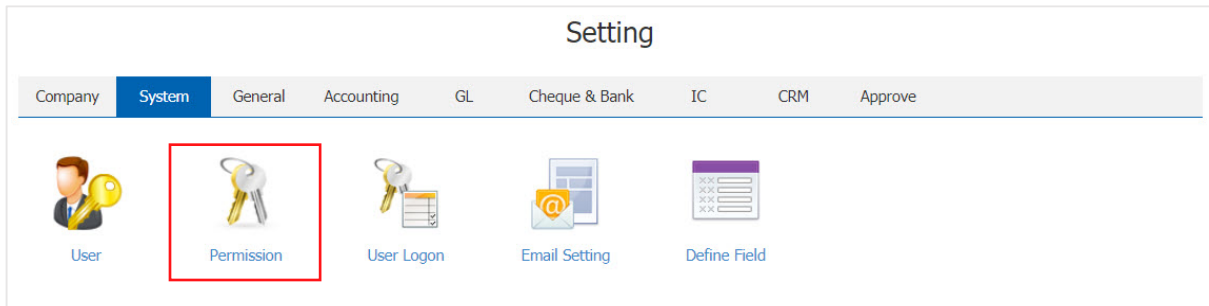 Setting
Company System General Accounting GL Cheque & Bank IC CRM Approve
User Permission User Logon Email Setting Define Field